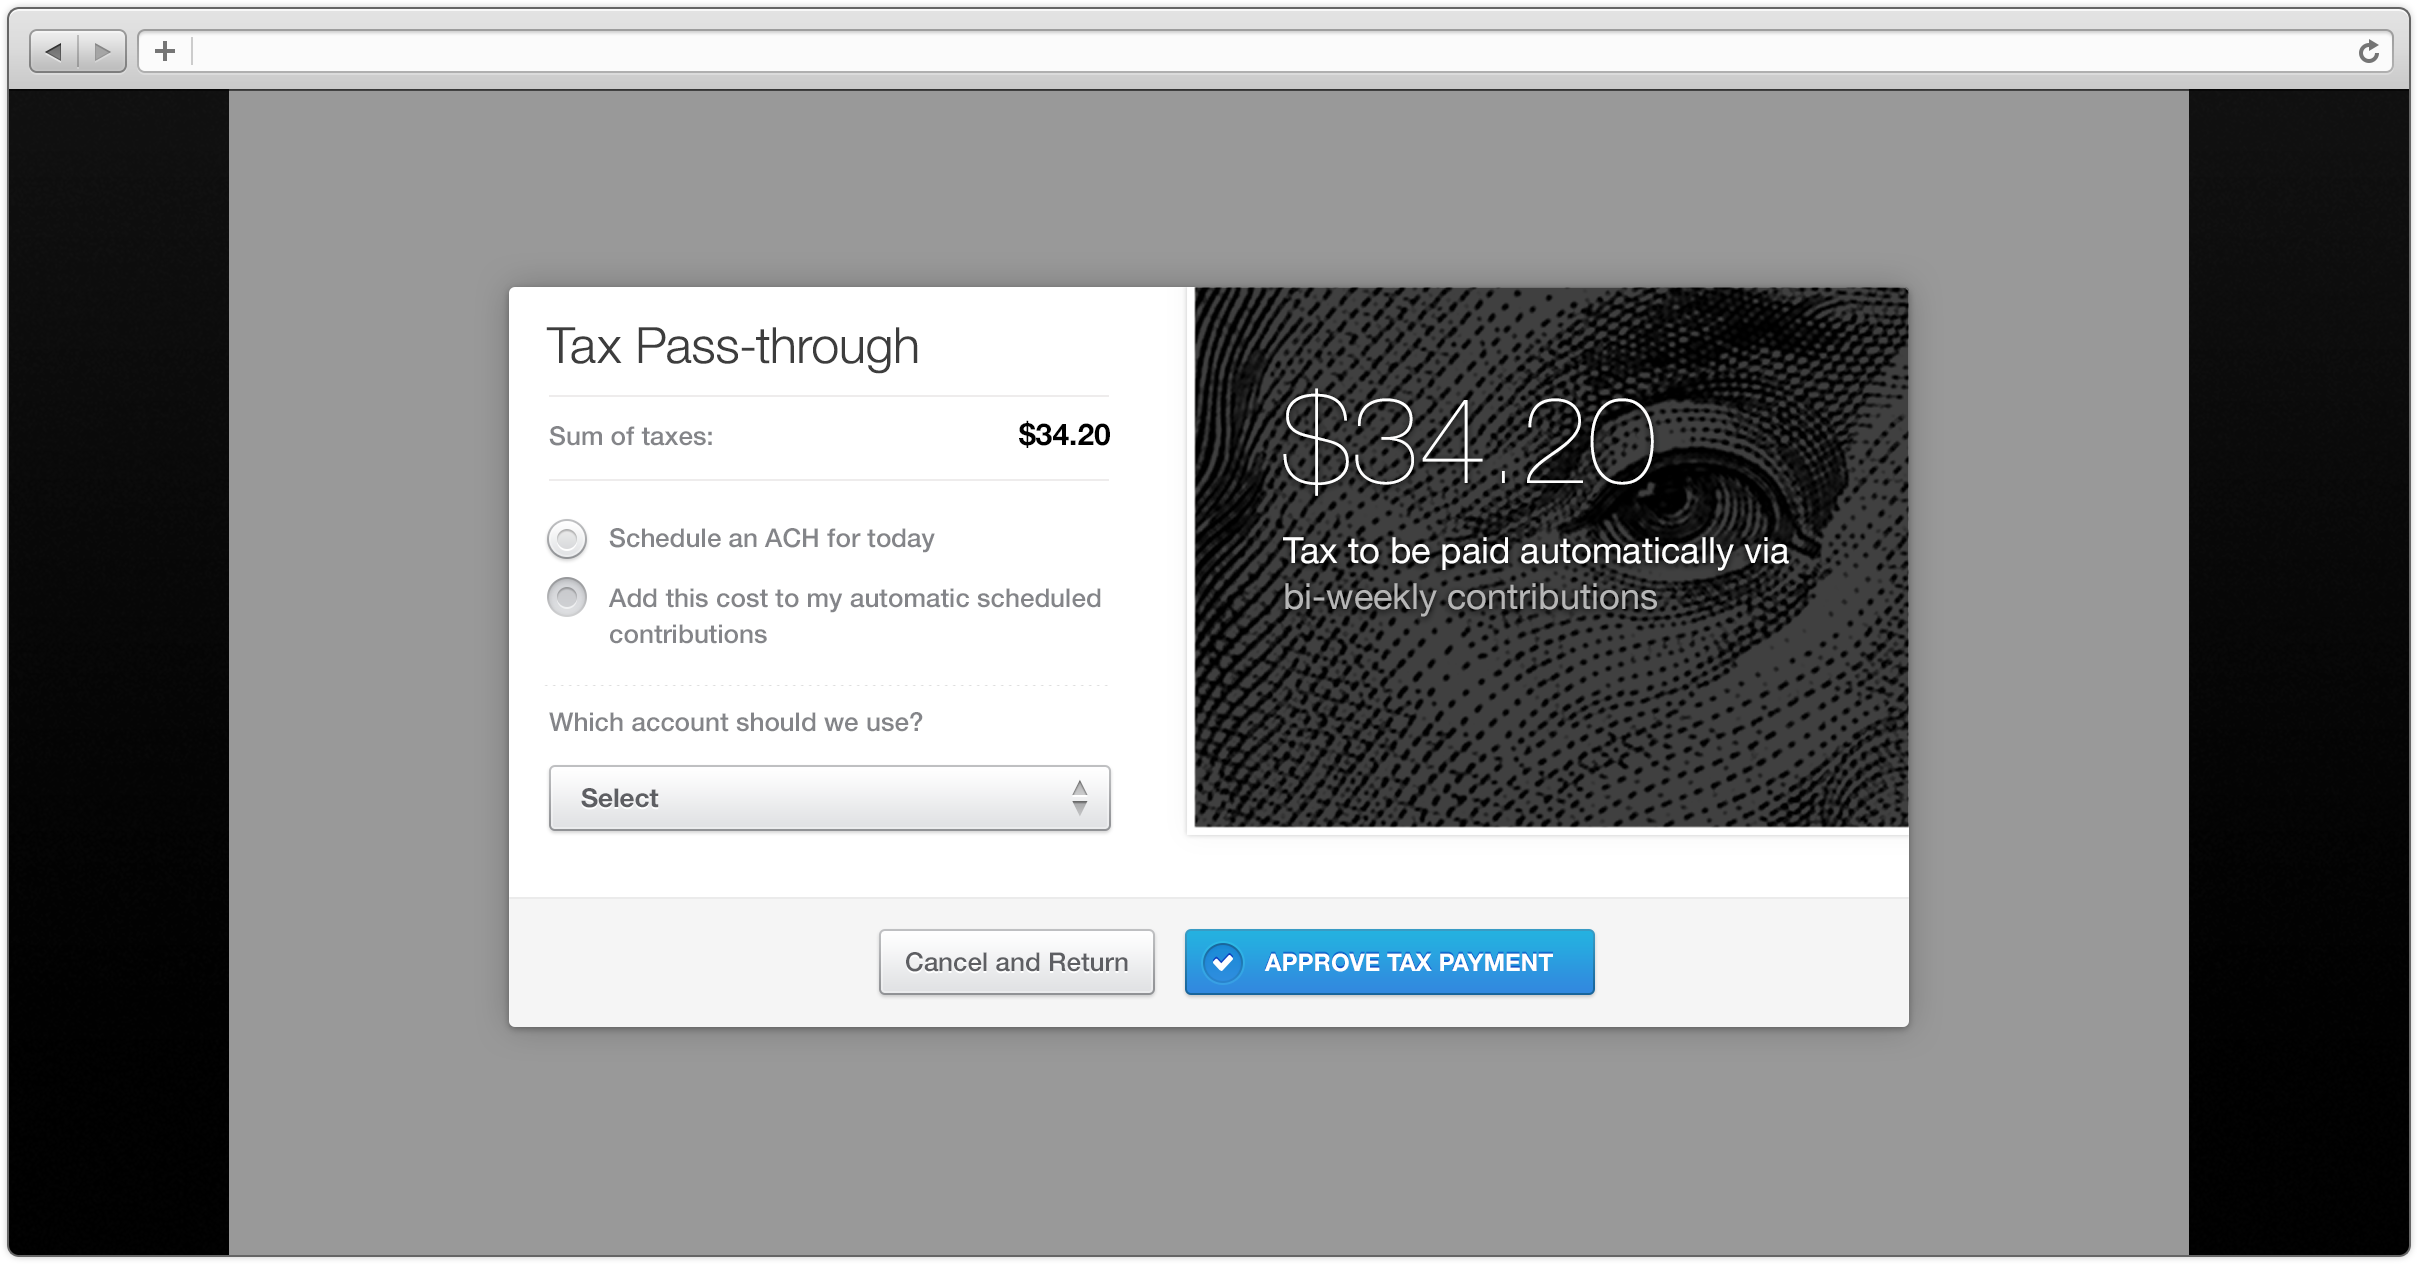 Tax Pass-through
Sum of taxes: $34.20
Schedule an ACH for today
Add this cost to my automatic scheduled
contributions
Which account should we use?
Select
$34.20
Tax to be paid automatically via
bi-weekly contributions
Cancel and Return
APPROVE TAX PAYMENT